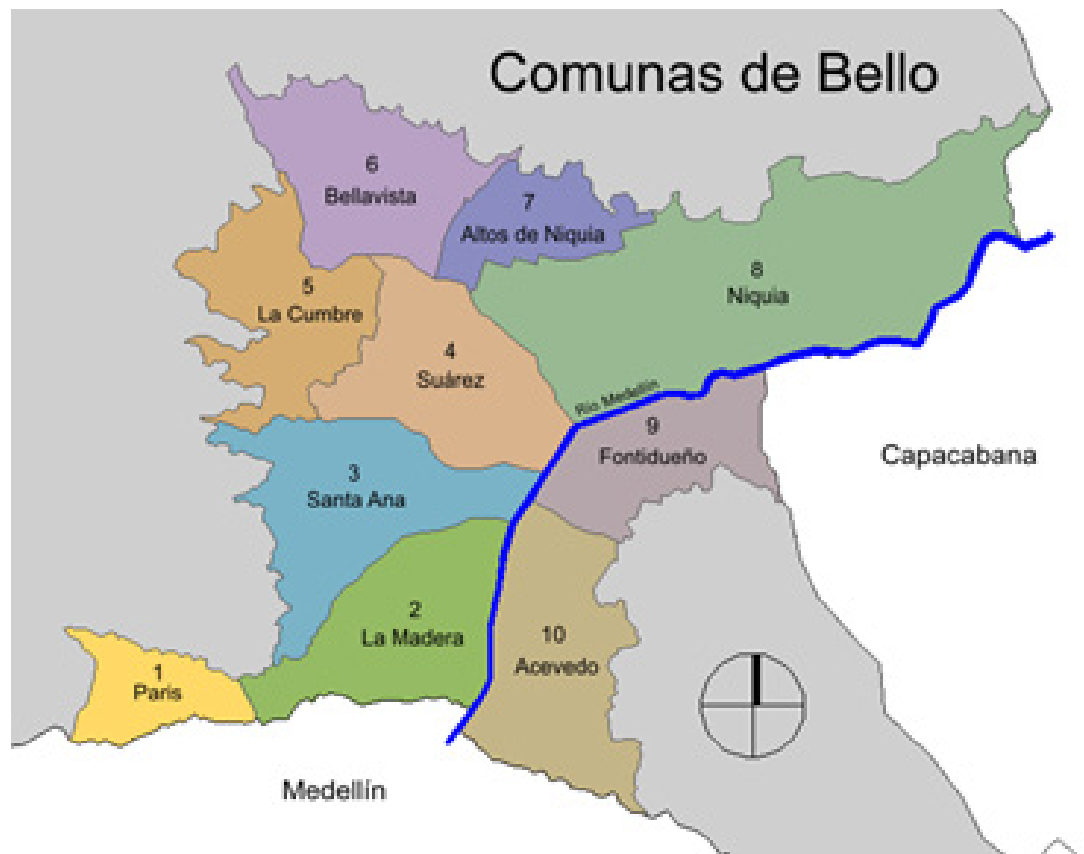 Comunas de Bello
6
Bellavista
7
Altos de Niquia
8
Niquia
5
La Cumbre
4
Suárez
Río Medellín
9
Fontidueño
Capacabana
3
Santa Ana
2
La Madera
10
Acevedo
1
Paris
Medellín